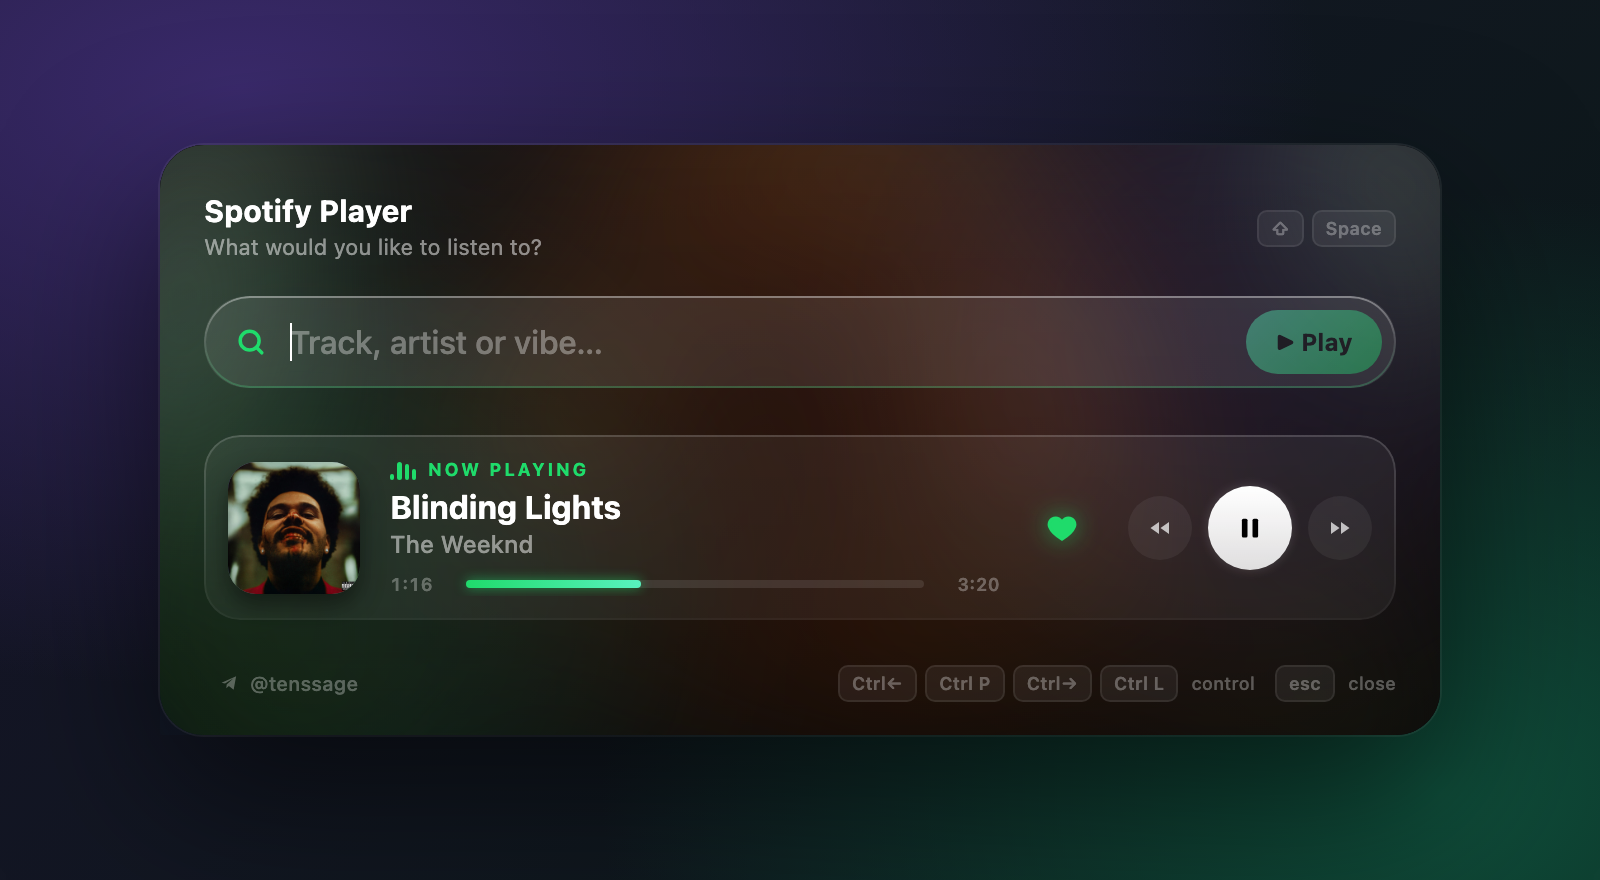 Spotify Player
What would you like to listen to?
Space
Track, artist or vibe...
Play
NOW PLAYING
Blinding Lights
The Weeknd
1:16
3:20
@tenssage
Ctrl← Ctrl P Ctrl→ Ctrl L control esc close